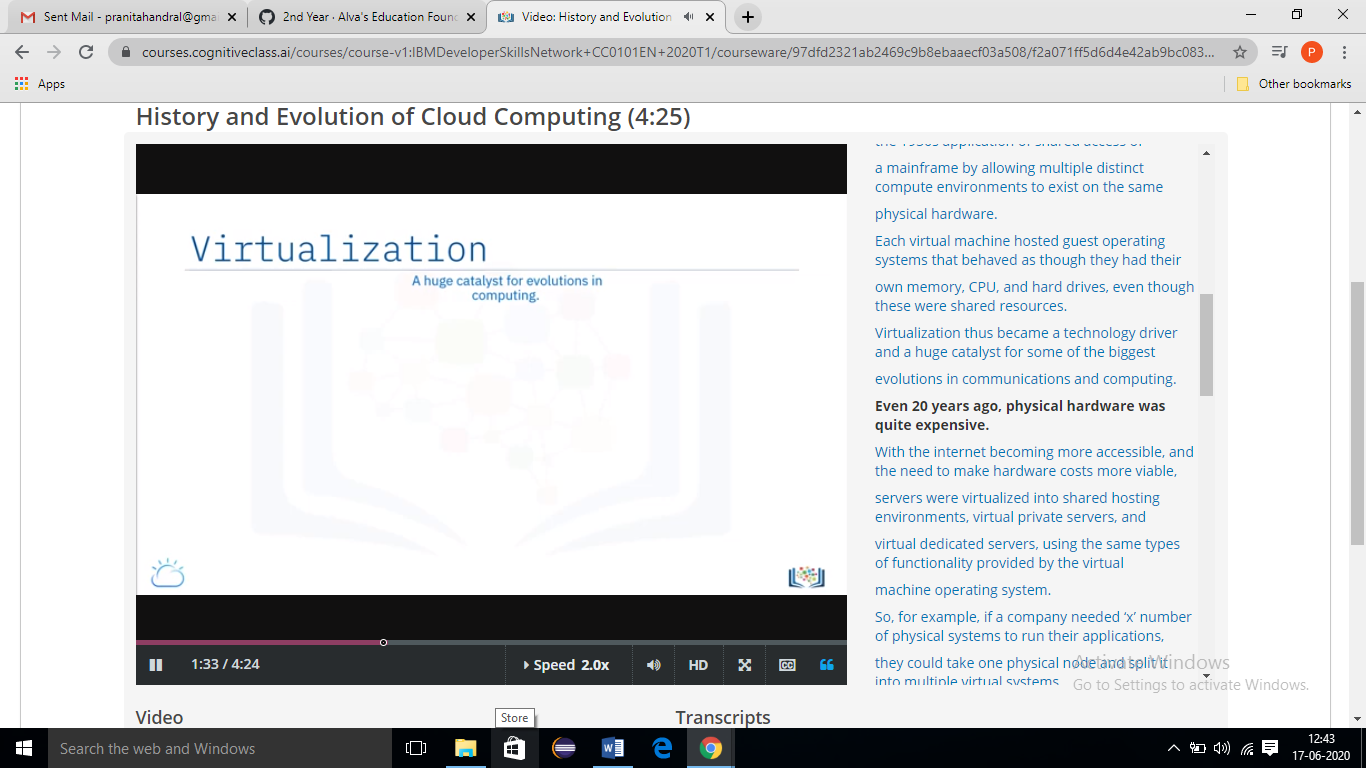 Sent Mail - pranitahandral@gma
2nd Year · Alva's Education Foun
Video: History and Evolution
courses.cognitiveclass.ai/courses/course-v1:IBMDeveloperSkillsNetwork+CC0101EN+2020T1/courseware/97dfd2321ab2469c9b8ebaaecf03a508/f2a071ff5d6d4e42ab9bc083...
P
Apps
Other bookmarks
History and Evolution of Cloud Computing (4:25)
Virtualization
A huge catalyst for evolutions in
computing.
1:33 / 4:24
Speed 2.0x
HD
CC
the 1950s application of shared access of
a mainframe by allowing multiple distinct
compute environments to exist on the same
physical hardware.
Each virtual machine hosted guest operating
systems that behaved as though they had their
own memory, CPU, and hard drives, even though
these were shared resources.
Virtualization thus became a technology driver
and a huge catalyst for some of the biggest
evolutions in communications and computing.
Even 20 years ago, physical hardware was
quite expensive.
With the internet becoming more accessible, and
the need to make hardware costs more viable,
servers were virtualized into shared hosting
environments, virtual private servers, and
virtual dedicated servers, using the same types
of functionality provided by the virtual
machine operating system.
So, for example, if a company needed ‘x’ number
of physical systems to run their applications,
they could take one physical node and split it
into multiple virtual systems.
Activate Windows
Go to Settings to activate Windows.
Video
Transcripts
Store
Search the web and Windows
12:43
17-06-2020